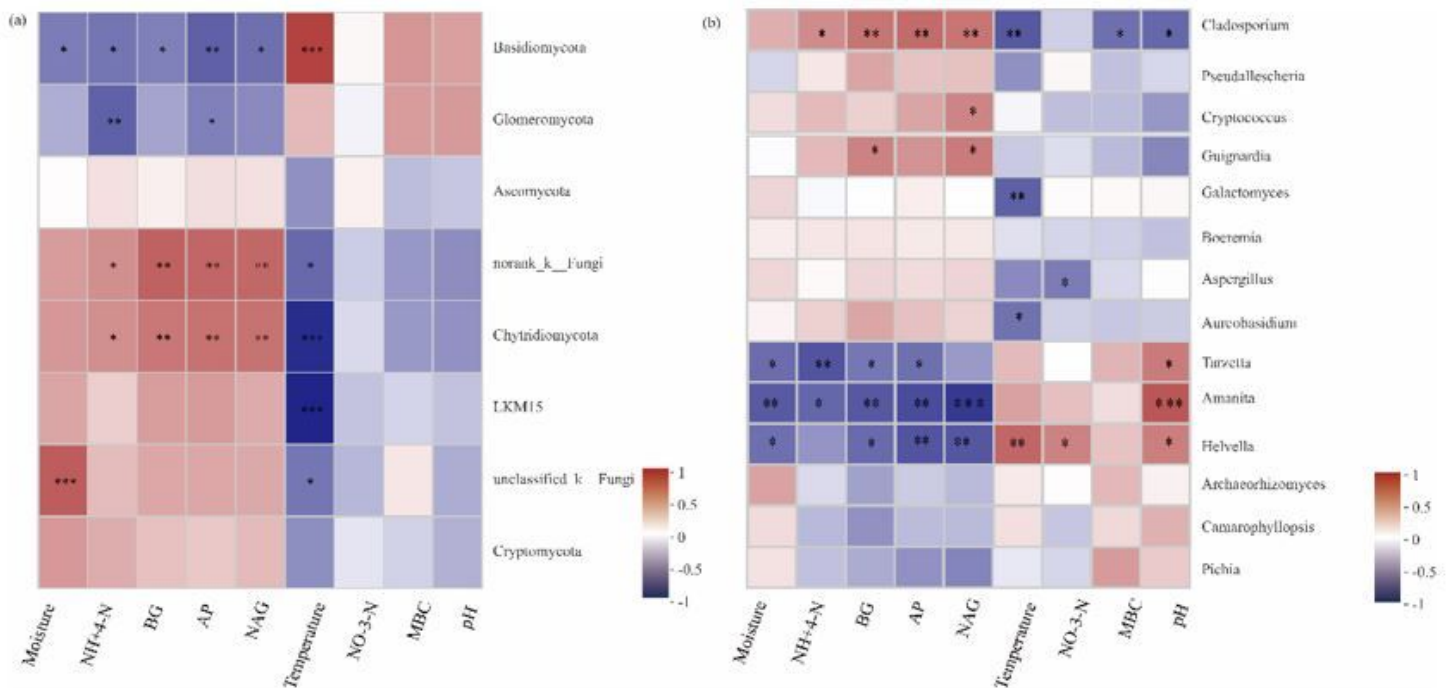 (a)
* * * ** * *** Basidiomycota
** * Glomeromycota
Ascomycota
* ** ** ** * norank_k__Fungi
* ** ** ** *** Chytridiomycota
*** LKM15
*** * unclassified_k__Fungi
Cryptomycota
1
0.5
0
-0.5
-1
Moisture
NH+4-N
BG
AP
NAG
Temperature
NO-3-N
MBC
pH
(b)
* ** ** ** ** * * Cladosporium
Pseudallescheria
* Cryptococcus
* * Guignardia
** Galactomyces
Boeremia
* Aspergillus
* Aureobasidium
* ** * * * Tarzetta
** * ** ** *** *** Amanita
* * ** ** ** * * Helvella
Archaeorhizomyces
Camarophyllopsis
Pichia
1
0.5
0
-0.5
-1
Moisture
NH+4-N
BG
AP
NAG
Temperature
NO-3-N
MBC
pH